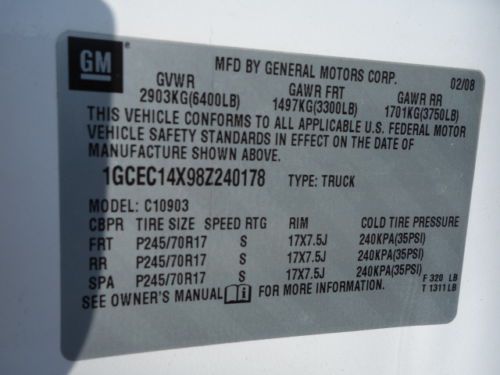 GM
MFD BY GENERAL MOTORS CORP. 02/08
GVWR GAWR FRT GAWR RR
2903KG(6400LB) 1497KG(3300LB) 1701KG(3750LB)
THIS VEHICLE CONFORMS TO ALL APPLICABLE U.S. FEDERAL MOTOR
VEHICLE SAFETY STANDARDS IN EFFECT ON THE DATE OF
MANUFACTURE SHOWN ABOVE.
1GCEC14X98Z240178 TYPE: TRUCK
MODEL: C10903
CBPR TIRE SIZE SPEED RTG RIM COLD TIRE PRESSURE
FRT P245/70R17 S 17X7.5J 240KPA(35PSI)
RR P245/70R17 S 17X7.5J 240KPA(35PSI)
SPA P245/70R17 S 17X7.5J 240KPA(35PSI)
SEE OWNER'S MANUAL FOR MORE INFORMATION.
F 320 LB
T 1311 LB